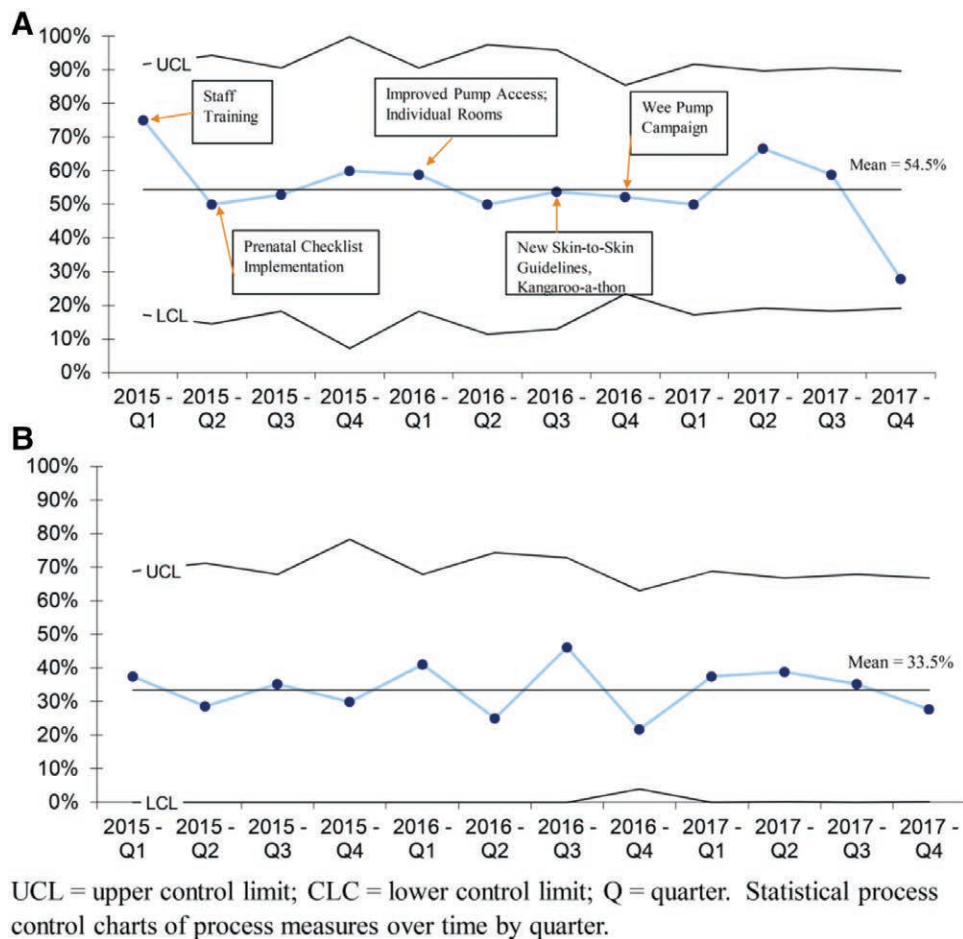 A
100%
90%
80%
70%
60%
50%
40%
30%
20%
10%
0%
UCL
LCL
Staff
Training
Prenatal Checklist
Implementation
Improved Pump Access;
Individual Rooms
New Skin-to-Skin
Guidelines,
Kangaroo-a-thon
Wee Pump
Campaign
Mean = 54.5%
2015 - Q1
2015 - Q2
2015 - Q3
2015 - Q4
2016 - Q1
2016 - Q2
2016 - Q3
2016 - Q4
2017 - Q1
2017 - Q2
2017 - Q3
2017 - Q4
B
100%
90%
80%
70%
60%
50%
40%
30%
20%
10%
0%
UCL
LCL
Mean = 33.5%
2015 - Q1
2015 - Q2
2015 - Q3
2015 - Q4
2016 - Q1
2016 - Q2
2016 - Q3
2016 - Q4
2017 - Q1
2017 - Q2
2017 - Q3
2017 - Q4
UCL = upper control limit; CLC = lower control limit; Q = quarter. Statistical process
control charts of process measures over time by quarter.